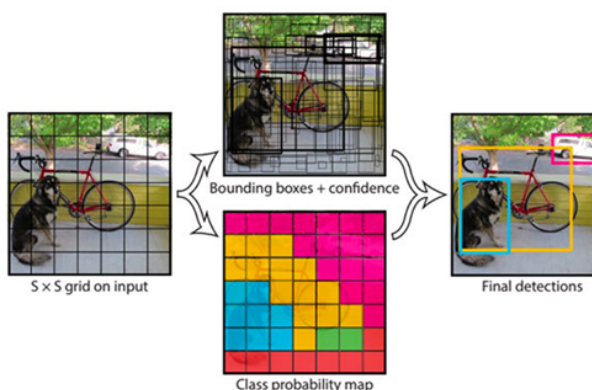 S × S grid on input
Bounding boxes + confidence
Class probability map
Final detections